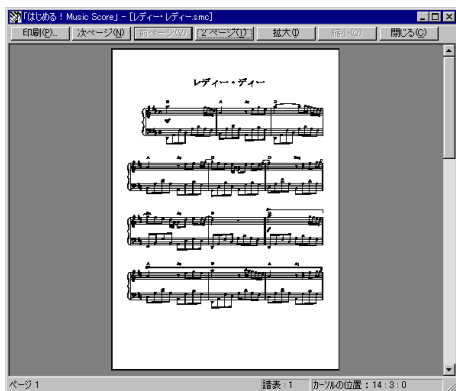 「はじめる！Music Score」 - [レディー・レディー.smc]
印刷(P)... 次ページ(N) 前ページ(V) 2ページ(T) 拡大(I) 縮小(O) 閉じる(C)
レディー・ディー
ページ 1 譜表：1 カーソルの位置：14：3：0